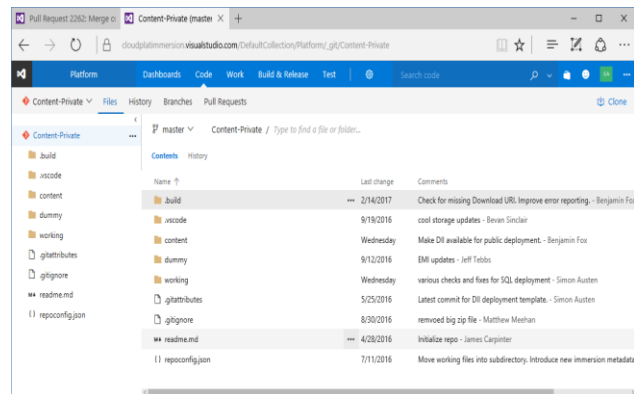 Pull Request 2262: Merge co
Content-Private (master
cloudplatimmersion.visualstudio.com/DefaultCollection/Platform/_git/Content-Private
Platform Dashboards Code Work Build & Release Test Search code
Content-Private Files History Branches Pull Requests Clone
Content-Private
.build
.vscode
content
dummy
working
.gitattributes
.gitignore
readme.md
repoconfig.json
master Content-Private / Type to find a file or folder...
Contents History
Name Last change Comments
.build 2/14/2017 Check for missing Download URI. Improve error reporting. - Benjamin Fox
.vscode 9/19/2016 cool storage updates - Bevan Sinclair
content Wednesday Make Dll available for public deployment. - Benjamin Fox
dummy 9/12/2016 EMI updates - Jeff Tebbs
working Wednesday various checks and fixes for SQL deployment - Simon Austen
.gitattributes 5/25/2016 Latest commit for Dll deployment template. - Simon Austen
.gitignore 8/30/2016 remvoed big zip file - Matthew Meehan
M+ readme.md 4/28/2016 Initialize repo - James Carpinter
{} repoconfig.json 7/11/2016 Move working files into subdirectory. Introduce new immersion metadata